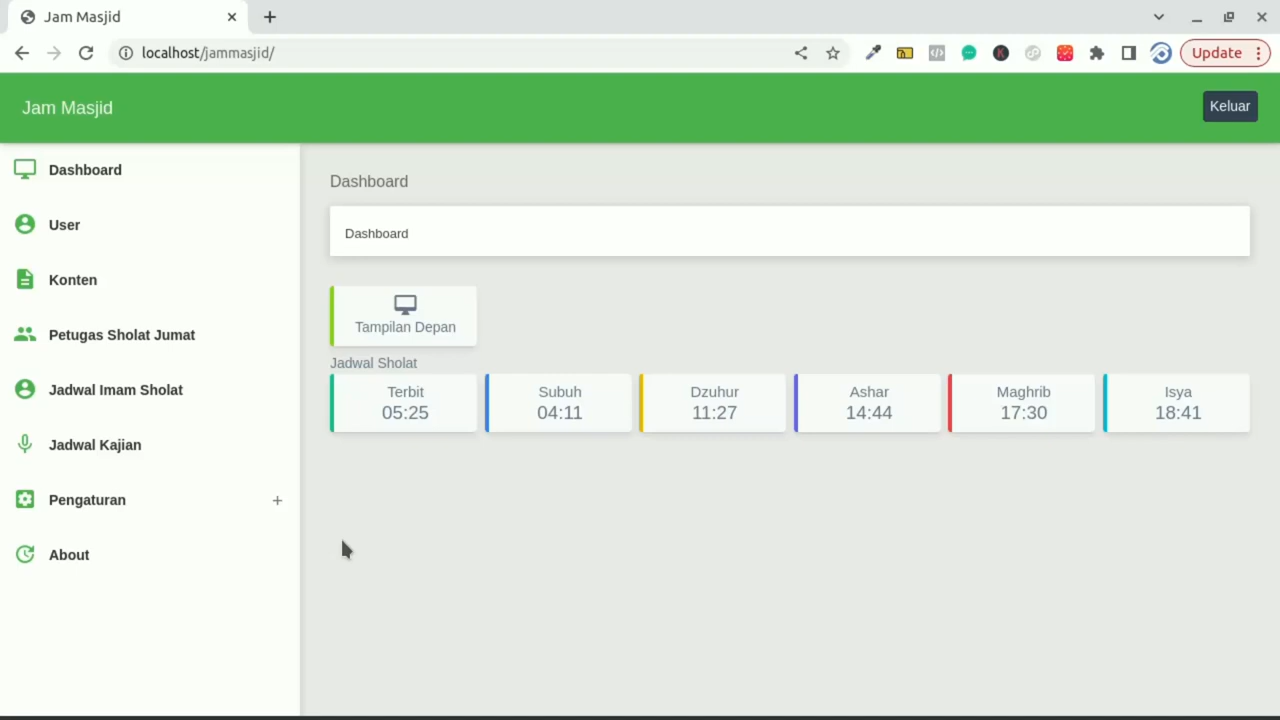 Jam Masjid
localhost/jammasjid/
Update
Jam Masjid
Keluar
Dashboard
User
Konten
Petugas Sholat Jumat
Jadwal Imam Sholat
Jadwal Kajian
Pengaturan +
About
Dashboard
Dashboard
Tampilan Depan
Jadwal Sholat
Terbit
05:25
Subuh
04:11
Dzuhur
11:27
Ashar
14:44
Maghrib
17:30
Isya
18:41